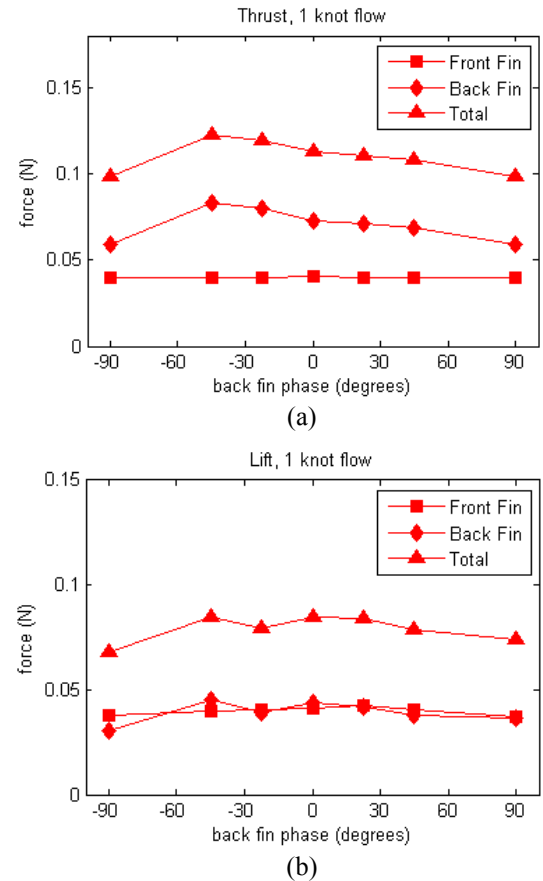 Thrust, 1 knot flow
Front Fin
Back Fin
Total
0.15
0.1
0.05
0
force (N)
-90 -60 -30 0 30 60 90
back fin phase (degrees)
(a)
Lift, 1 knot flow
Front Fin
Back Fin
Total
0.15
0.1
0.05
0
force (N)
-90 -60 -30 0 30 60 90
back fin phase (degrees)
(b)